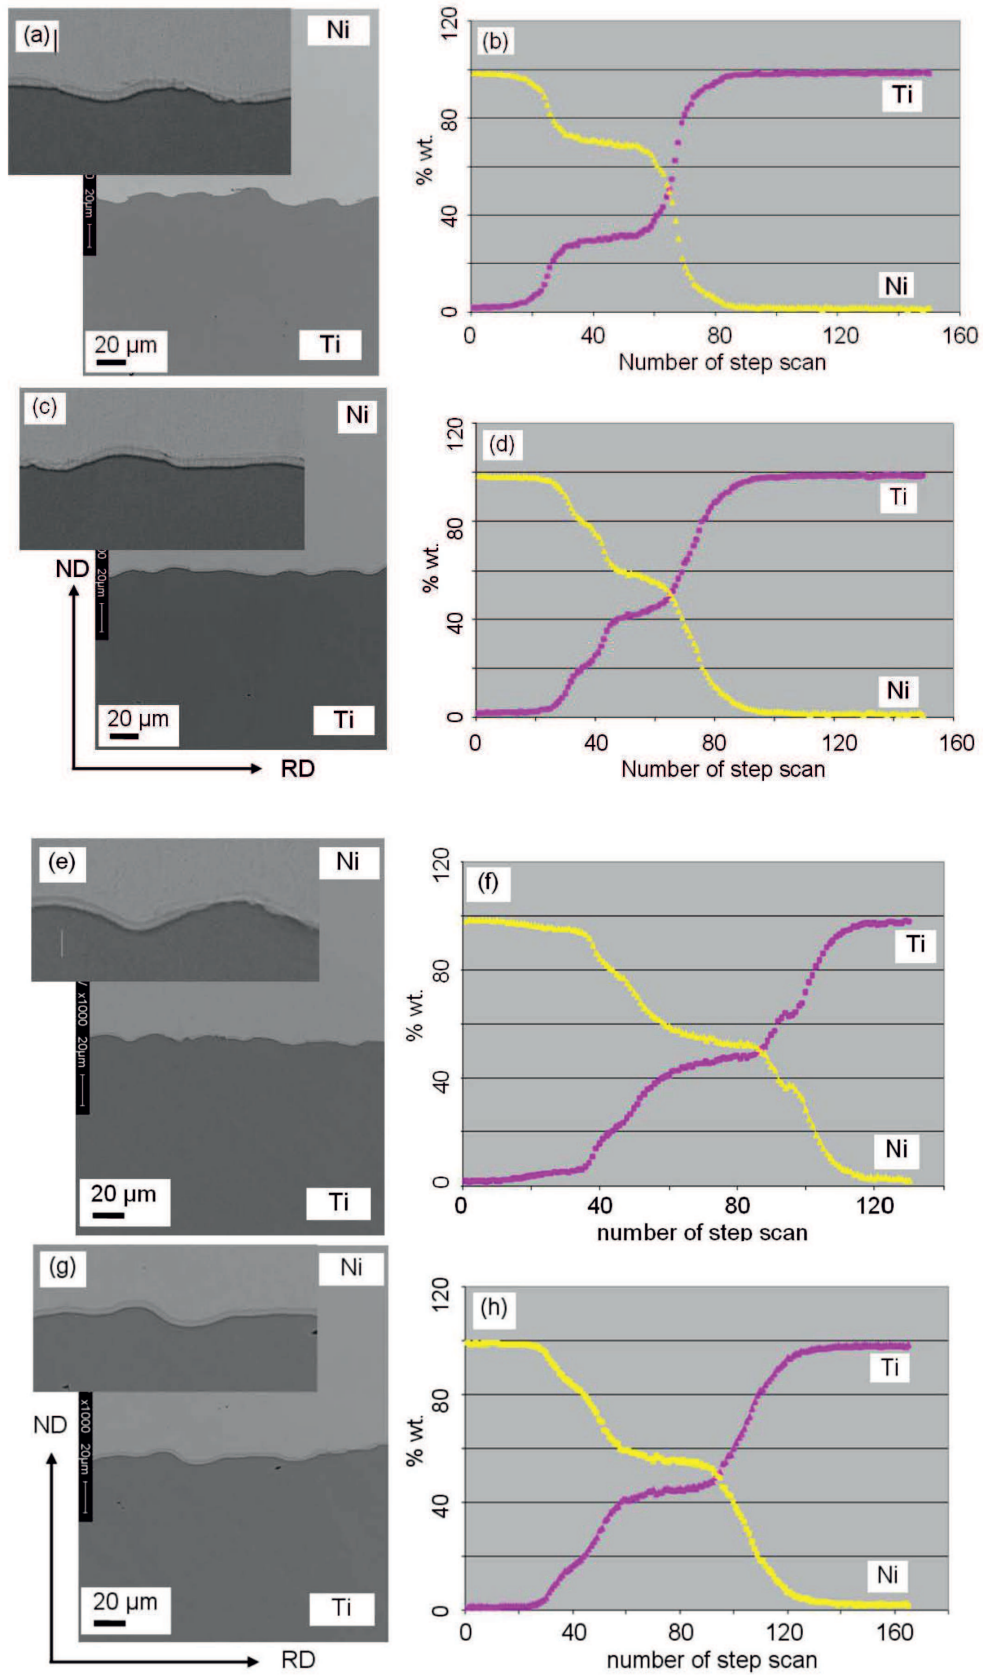 (a)
Ni
20µm
20 µm
Ti
(b)
120
80
40
0
% wt.
Ti
Ni
0 40 80 120 160
Number of step scan
(c)
Ni
20µm
ND
20 µm
Ti
RD
(d)
120
80
40
0
% wt.
Ti
Ni
0 40 80 120 160
Number of step scan
(e)
Ni
x1000 20µm
20 µm
Ti
(f)
120
80
40
0
% wt.
Ti
Ni
0 40 80 120
number of step scan
(g)
Ni
x1000 20µm
ND
20 µm
Ti
RD
(h)
120
80
40
0
% wt.
Ti
Ni
0 40 80 120 160
number of step scan